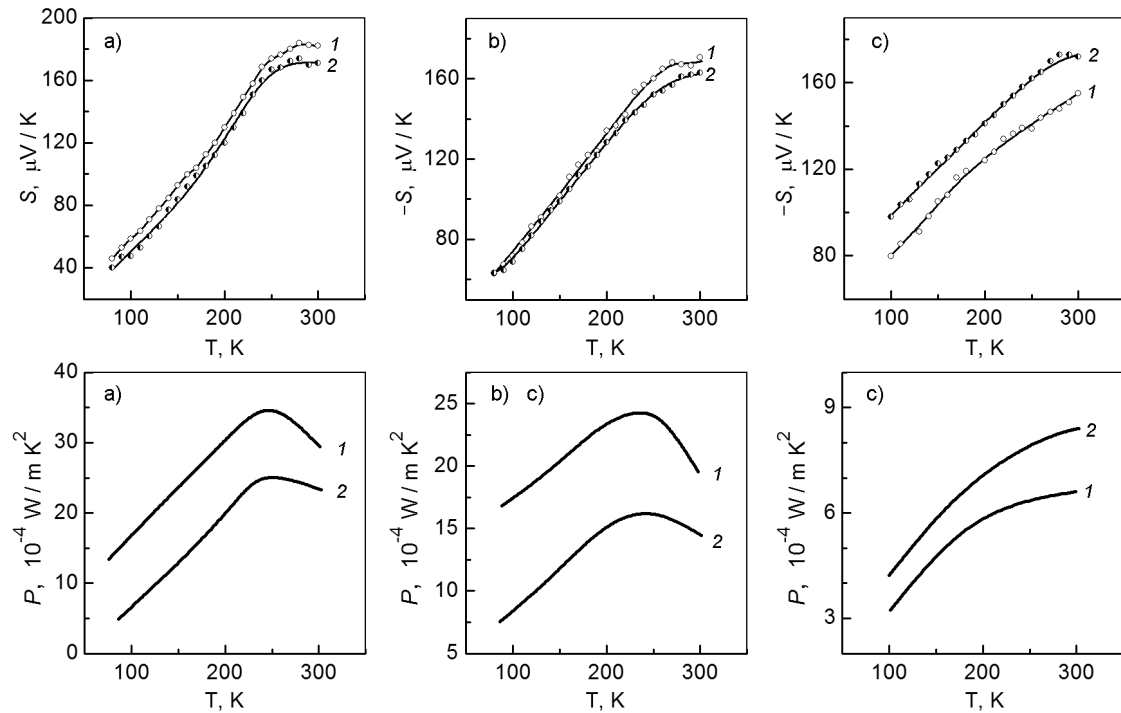 a)
S, μV / K
200
160
120
80
40
1
2
100 200 300
T, K
b)
−S, μV / K
160
120
80
1
2
100 200 300
T, K
c)
−S, μV / K
160
120
80
2
1
100 200 300
T, K
a)
P, 10⁻⁴ W / m K²
40
30
20
10
0
1
2
100 200 300
T, K
b) c)
P, 10⁻⁴ W / m K²
25
20
15
10
5
1
2
100 200 300
T, K
c)
P, 10⁻⁴ W / m K²
9
6
3
2
1
100 200 300
T, K